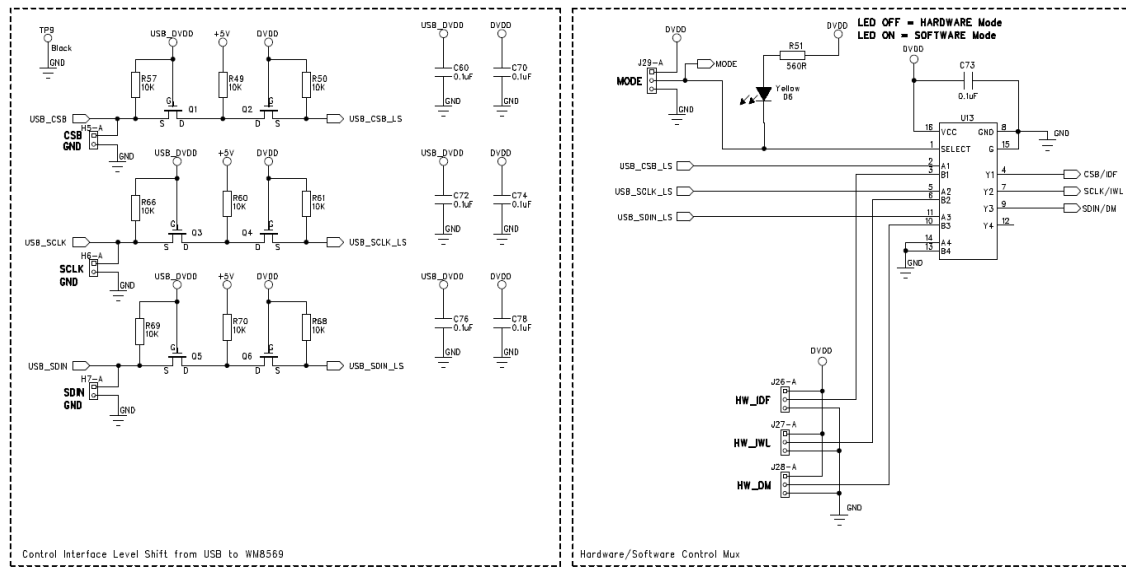 TP9
Black
GND
USB_DVDD
+5V
DVDD
R57
10K
R49
10K
R50
10K
G
Q1
Q2
G
USB_CSB
S
D
D
S
USB_CSB_LS
H5-A
CSB
GND
GND
USB_DVDD
DVDD
C60
0.1uF
C70
0.1uF
GND
GND
USB_DVDD
+5V
DVDD
R66
10K
R60
10K
R61
10K
G
Q3
Q4
G
USB_SCLK
S
D
D
S
USB_SCLK_LS
H6-A
SCLK
GND
GND
USB_DVDD
DVDD
C72
0.1uF
C74
0.1uF
GND
GND
USB_DVDD
+5V
DVDD
R69
10K
R70
10K
R68
10K
G
Q5
Q6
G
USB_SDIN
S
D
D
S
USB_SDIN_LS
H7-A
SDIN
GND
GND
USB_DVDD
DVDD
C76
0.1uF
C78
0.1uF
GND
GND
Control Interface Level Shift from USB to WM8569
LED OFF = HARDWARE Mode
LED ON = SOFTWARE Mode
DVDD
J29-A
MODE
MODE
GND
R51
560R
DVDD
Yellow
D6
DVDD
C73
0.1uF
GND
U13
16 VCC GND 8
1 SELECT G 15
USB_CSB_LS 2 A1
3 B1 Y1 4 CSB/IDF
USB_SCLK_LS 5 A2 Y2 7 SCLK/IWL
6 B2
USB_SDIN_LS 11 A3 Y3 9 SDIN/DM
10 B3 Y4 12
14 A4
13 B4
GND
DVDD
J26-A
HW_IDF
J27-A
HW_IWL
J28-A
HW_DM
GND
Hardware/Software Control Mux